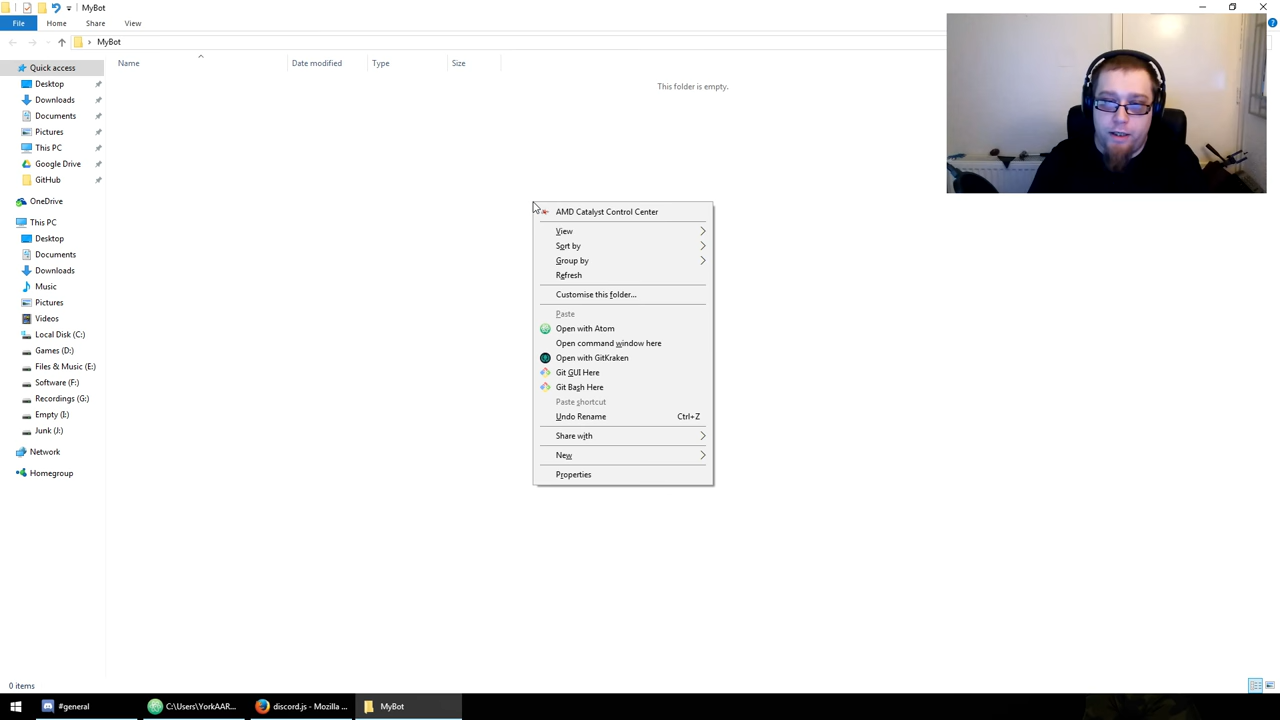 MyBot
File
Home
Share
View
MyBot
Name
Date modified
Type
Size
This folder is empty.
Quick access
Desktop
Downloads
Documents
Pictures
This PC
Google Drive
GitHub
OneDrive
This PC
Desktop
Documents
Downloads
Music
Pictures
Videos
Local Disk (C:)
Games (D:)
Files & Music (E:)
Software (F:)
Recordings (G:)
Empty (I:)
Junk (J:)
Network
Homegroup
AMD Catalyst Control Center
View
Sort by
Group by
Refresh
Customise this folder...
Paste
Open with Atom
Open command window here
Open with GitKraken
Git GUI Here
Git Bash Here
Paste shortcut
Undo Rename Ctrl+Z
Share with
New
Properties
0 items
#general
C:\Users\YorkAAR...
discord.js - Mozilla ...
MyBot